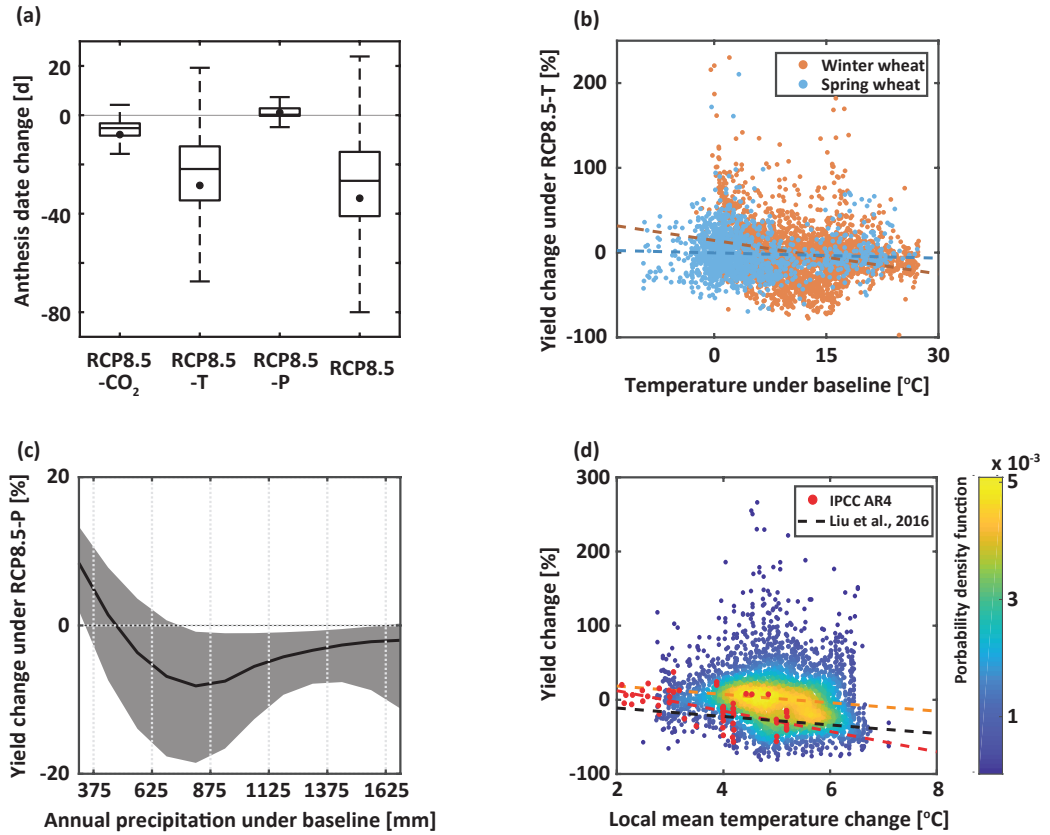 (a)
Anthesis date change [d]
20
0
-40
-80
RCP8.5
-CO2
RCP8.5
-T
RCP8.5
-P
RCP8.5
(b)
Yield change under RCP8.5-T [%]
200
100
0
-100
0
15
30
Temperature under baseline [oC]
Winter wheat
Spring wheat
(c)
Yield change under RCP8.5-P [%]
20
0
-20
375
625
875
1125
1375
1625
Annual precipitation under baseline [mm]
(d)
Yield change [%]
300
200
100
0
-100
2
4
6
8
Local mean temperature change [oC]
IPCC AR4
Liu et al., 2016
x 10-3
5
3
1
Porbability density function